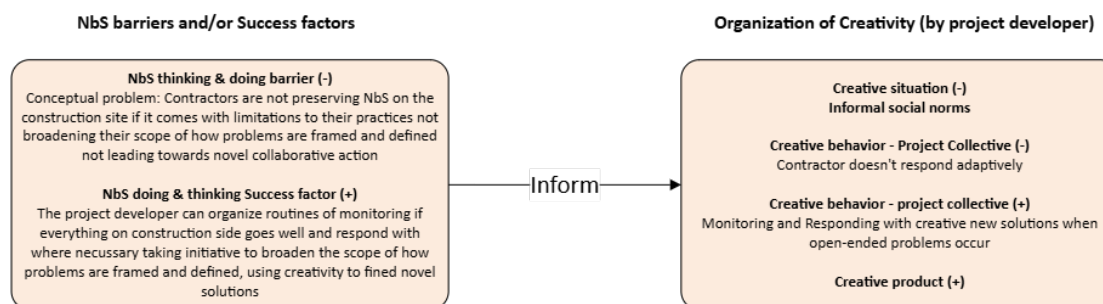 NbS barriers and/or Success factors
Organization of Creativity (by project developer)
NbS thinking & doing barrier (-)
Conceptual problem: Contractors are not preserving NbS on the
construction site if it comes with limitations to their practices not
broadening their scope of how problems are framed and defined
not leading towards novel collaborative action
NbS doing & thinking Success factor (+)
The project developer can organize routines of monitoring if
everything on construction side goes well and respond with
where necussary taking initiative to broaden the scope of how
problems are framed and defined, using creativity to fined novel
solutions
Inform
Creative situation (-)
Informal social norms
Creative behavior - Project Collective (-)
Contractor doesn't respond adaptively
Creative behavior - project collective (+)
Monitoring and Responding with creative new solutions when
open-ended problems occur
Creative product (+)